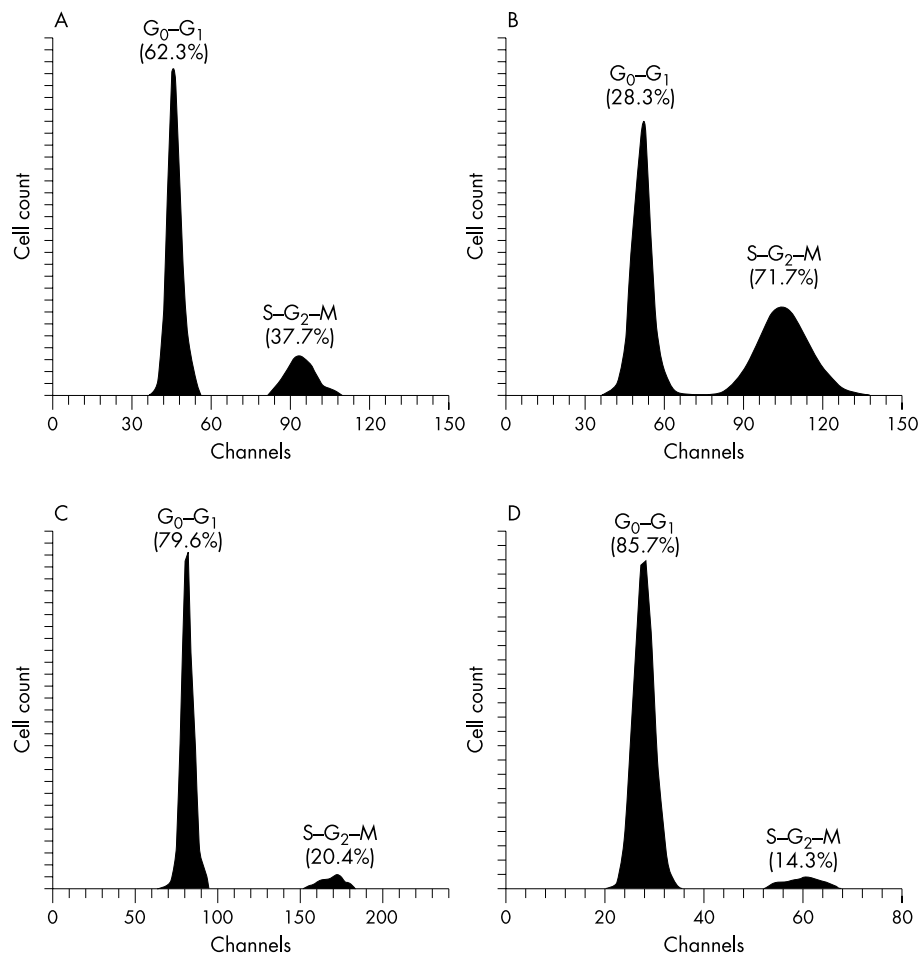 A
G₀–G₁
(62.3%)
S–G₂–M
(37.7%)
Cell count
0 30 60 90 120 150
Channels
B
G₀–G₁
(28.3%)
S–G₂–M
(71.7%)
Cell count
0 30 60 90 120 150
Channels
C
G₀–G₁
(79.6%)
S–G₂–M
(20.4%)
Cell count
0 50 100 150 200
Channels
D
G₀–G₁
(85.7%)
S–G₂–M
(14.3%)
Cell count
0 20 40 60 80
Channels